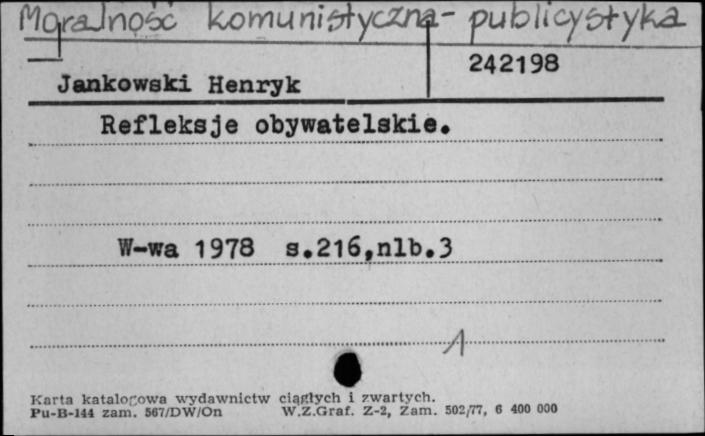 Moralność komunistyczna - publicystyka
242198
Jankowski Henryk
Refleksje obywatelskie.
W-wa 1978 s.216,nlb.3
1
Karta katalogowa wydawnictw ciągłych i zwartych.
Pu-B-144 zam. 567/DW/On W.Z.Graf. Z-2, Zam. 502/77, 6 400 000